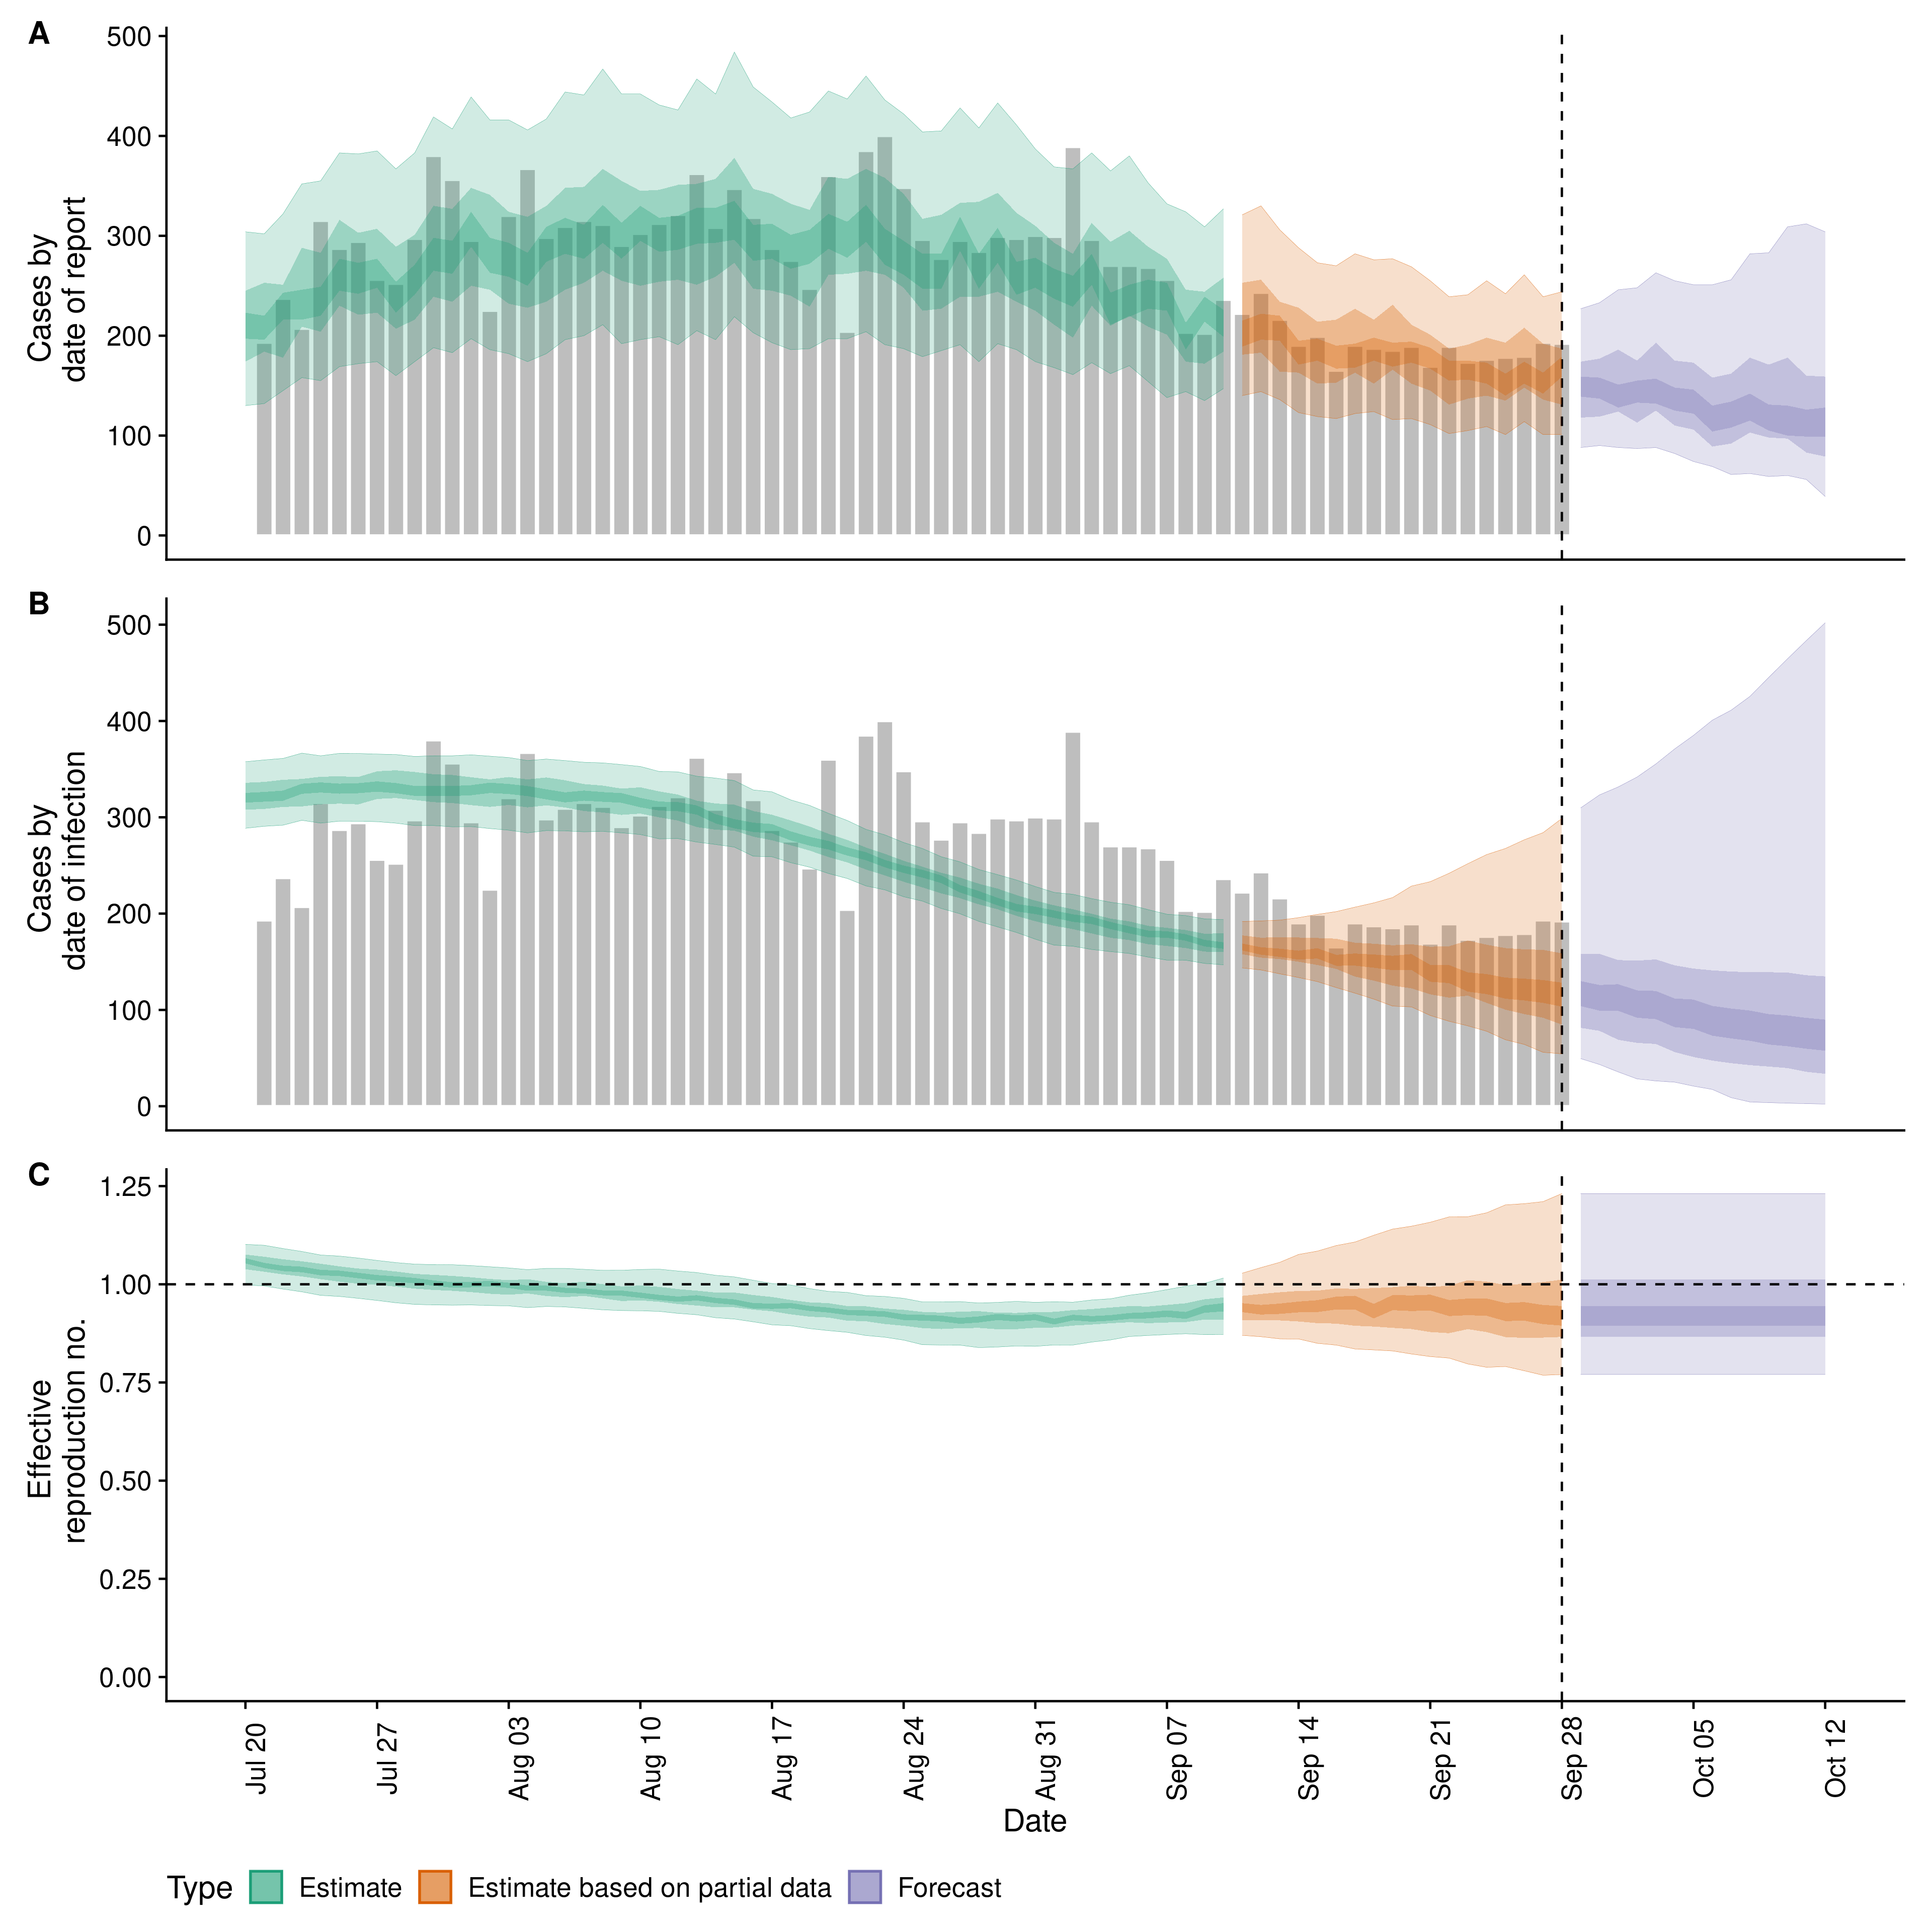 A
Cases by
date of report
500
400
300
200
100
0
B
Cases by
date of infection
500
400
300
200
100
0
C
Effective
reproduction no.
1.25
1.00
0.75
0.50
0.25
0.00
Jul 20
Jul 27
Aug 03
Aug 10
Aug 17
Aug 24
Aug 31
Sep 07
Sep 14
Sep 21
Sep 28
Oct 05
Oct 12
Date
Type Estimate Estimate based on partial data Forecast